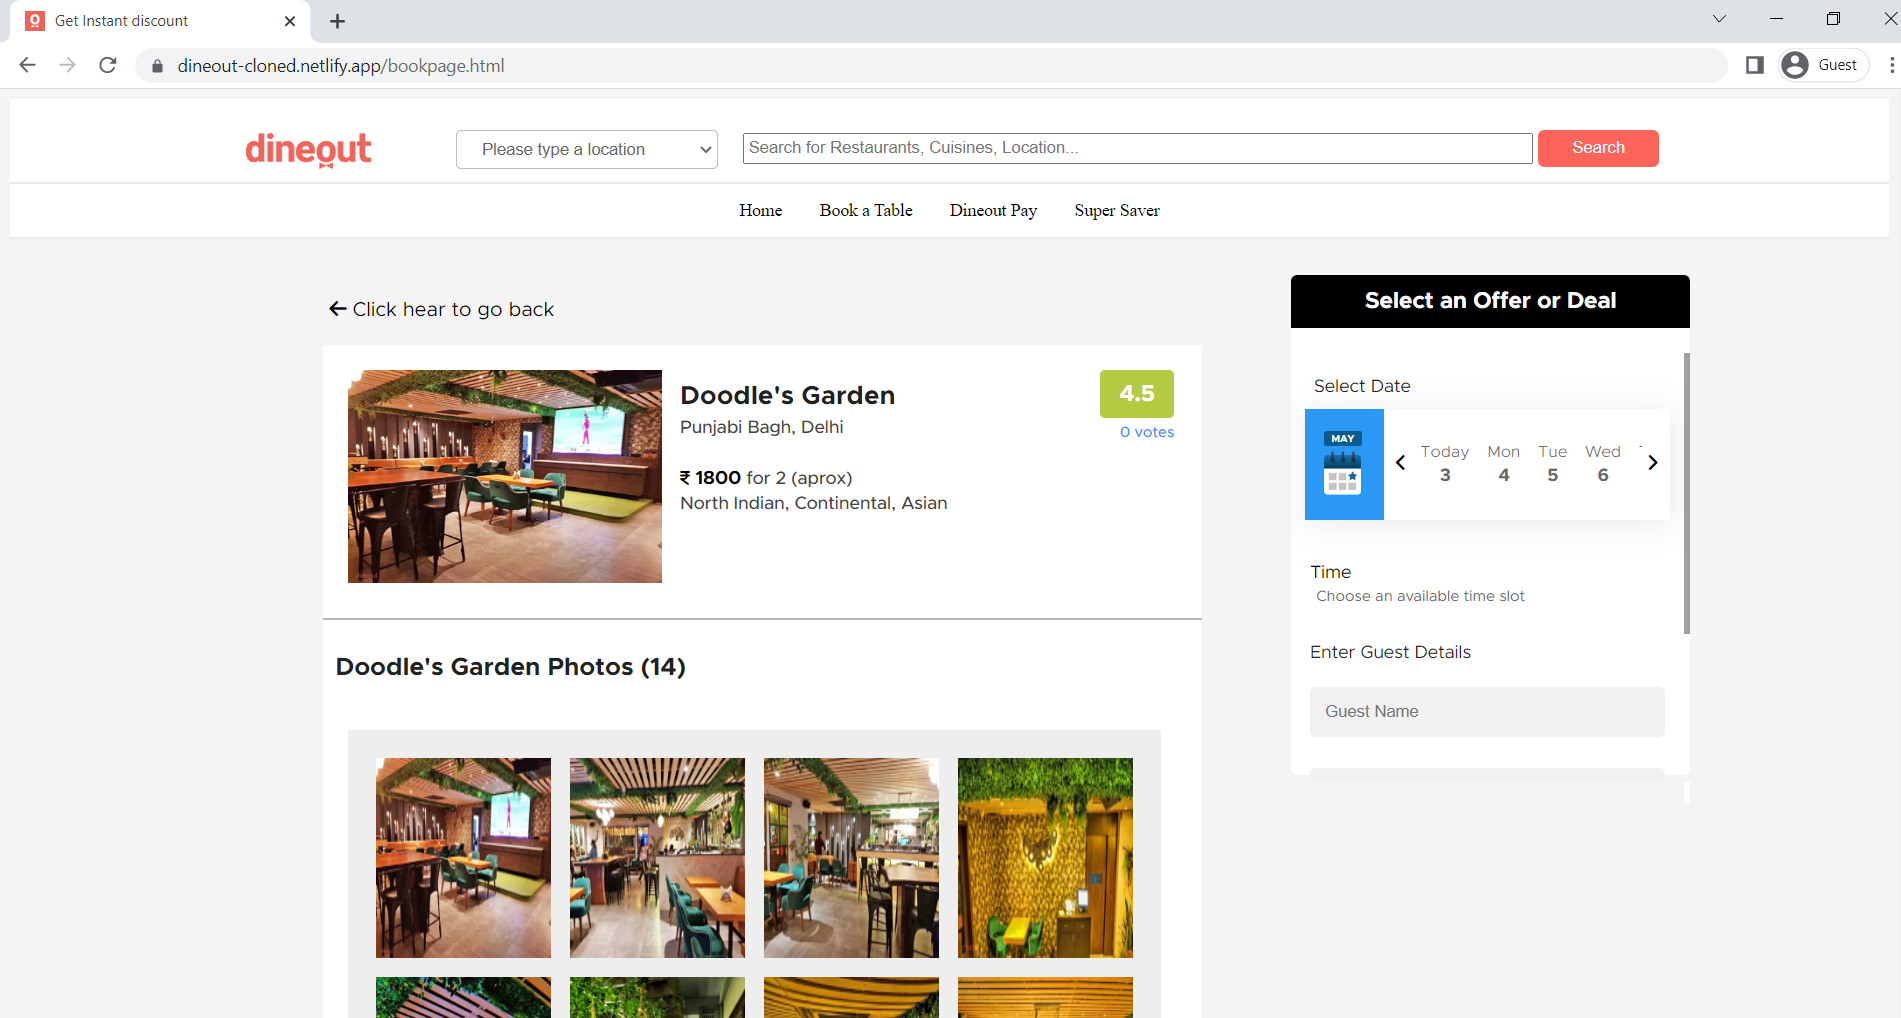 Get Instant discount
dineout-cloned.netlify.app/bookpage.html
Guest
dineout
Please type a location
Search for Restaurants, Cuisines, Location...
Search
Home
Book a Table
Dineout Pay
Super Saver
Click hear to go back
Doodle's Garden
Punjabi Bagh, Delhi
₹ 1800 for 2 (aprox)
North Indian, Continental, Asian
4.5
0 votes
Doodle's Garden Photos (14)
Select an Offer or Deal
Select Date
MAY
Today
3
Mon
4
Tue
5
Wed
6
Time
Choose an available time slot
Enter Guest Details
Guest Name